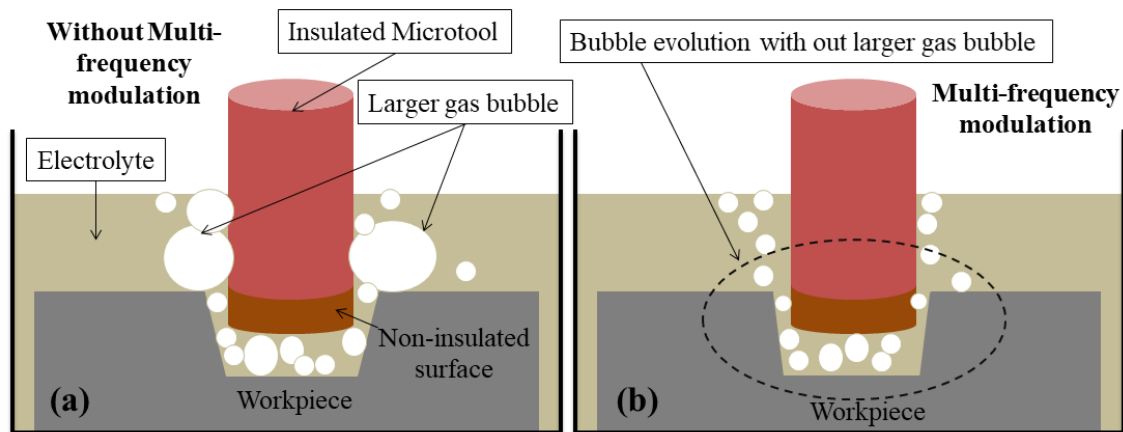 Without Multi-
frequency
modulation
Insulated Microtool
Larger gas bubble
Electrolyte
Non-insulated
surface
(a)
Workpiece
Bubble evolution with out larger gas bubble
Multi-frequency
modulation
(b)
Workpiece